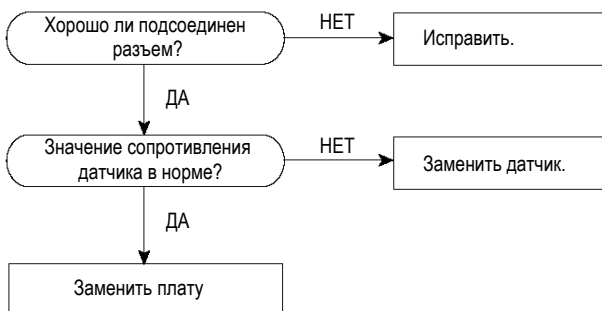 Хорошо ли подсоединен
разъем?
НЕТ
Исправить.
ДА
Значение сопротивления
датчика в норме?
НЕТ
Заменить датчик.
ДА
Заменить плату